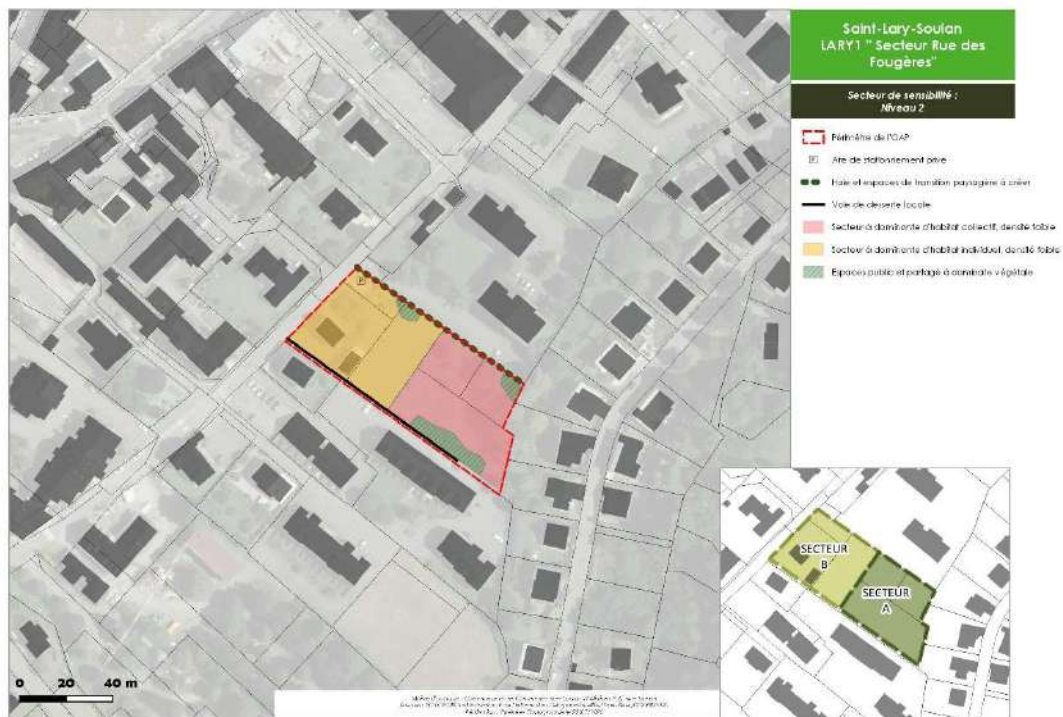 Saint-Lary-Soulan
LARY1 " Secteur Rue des
Fougères"
Secteur de sensibilité :
Niveau 2
Périmètre de l'OAP
P
Aire de stationnement privé
Haie et espaces de transition paysagère à créer
Voie de desserte locale
Secteur à dominante d'habitat collectif, densité faible
Secteur à dominante d'habitat individuel, densité faible
Espaces public et partagé à dominate végétale
P
SECTEUR
B
SECTEUR
A
0 20 40 m